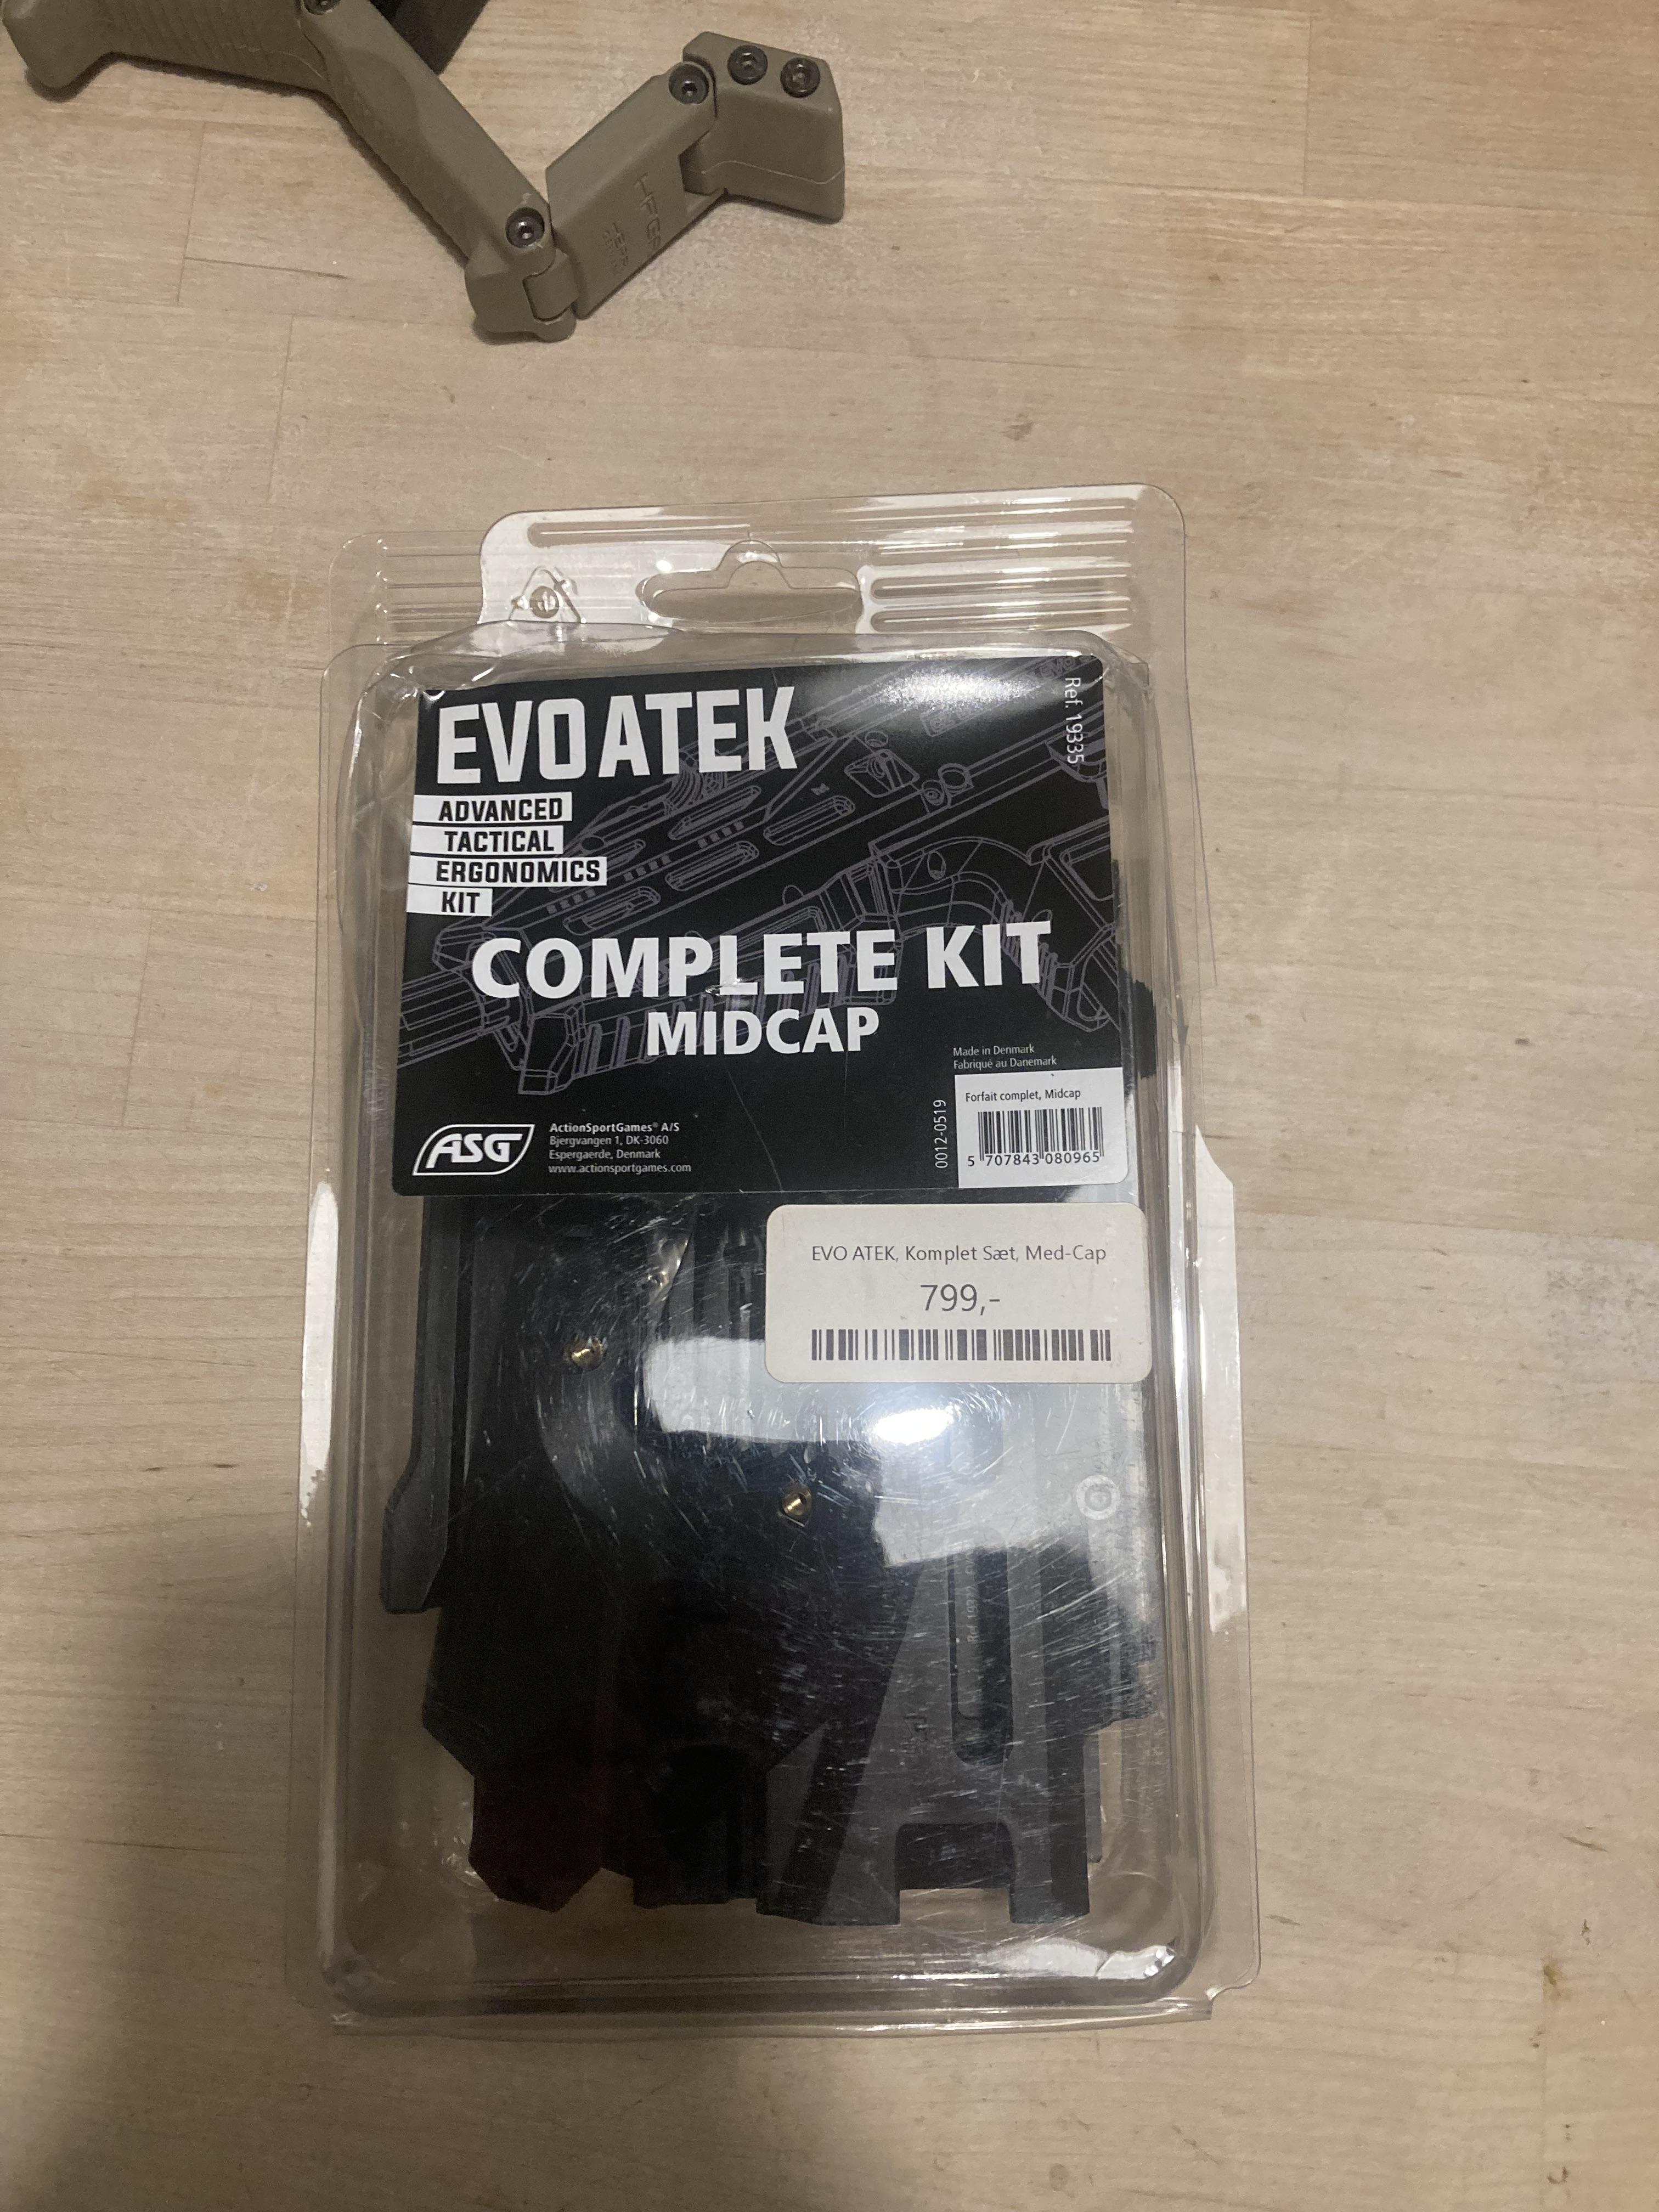 EVO ATEK
Ref. 19335
ADVANCED
TACTICAL
ERGONOMICS
KIT
COMPLETE KIT
MIDCAP
Made in Denmark
Fabriqué au Danemark
Forfait complet, Midcap
0012-0519
5 707843 080965
ASG
ActionSportGames® A/S
Bjergvangen 1, DK-3060
Espergaerde, Denmark
www.actionsportgames.com
EVO ATEK, Komplet Sæt, Med-Cap
799,-